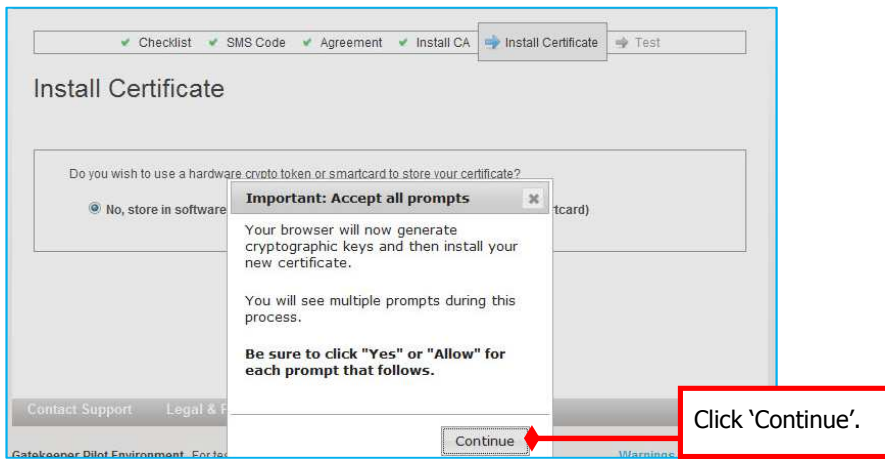 Checklist SMS Code Agreement Install CA Install Certificate Test
Install Certificate
Do you wish to use a hardware crypto token or smartcard to store your certificate?
No, store in software
Important: Accept all prompts
Your browser will now generate
cryptographic keys and then install your
new certificate.
You will see multiple prompts during this
process.
Be sure to click "Yes" or "Allow" for
each prompt that follows.
Continue
Contact Support Legal &
Gatekeeper Pilot Environment. For
Warnings
Click ‘Continue’.